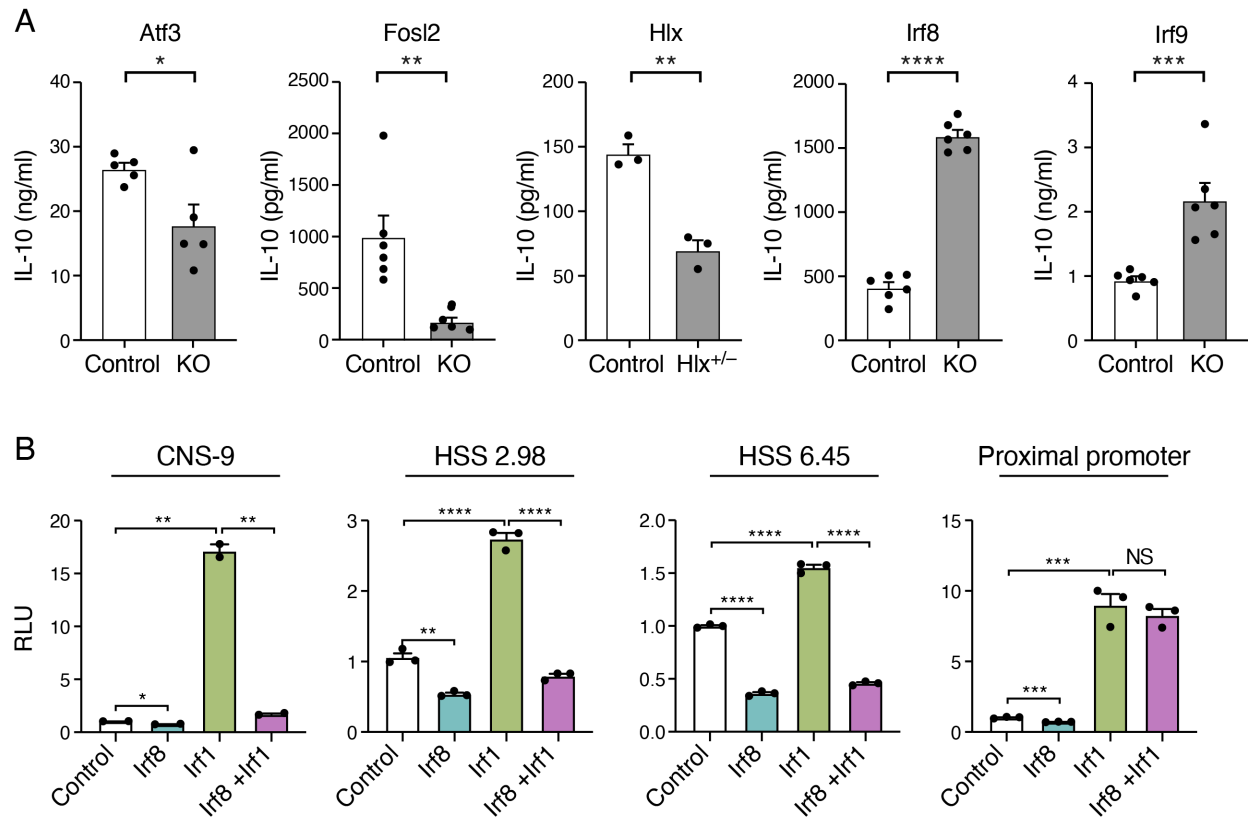 A
Atf3 Fosl2 Hlx Irf8 Irf9
* ** ** **** ***
IL-10 (ng/ml)
40
30
20
10
0
Control KO
IL-10 (pg/ml)
2500
2000
1500
1000
500
0
Control KO
IL-10 (pg/ml)
200
150
100
50
0
Control Hlx+/–
IL-10 (pg/ml)
2000
1500
1000
500
0
Control KO
IL-10 (ng/ml)
4
3
2
1
0
Control KO
B
CNS-9 HSS 2.98 HSS 6.45 Proximal promoter
RLU
20
15
10
5
0
** **
*
Control Irf8 Irf1 Irf8 +Irf1
3
2
1
0
**** ****
**
Control Irf8 Irf1 Irf8 +Irf1
2.0
1.5
1.0
0.5
0.0
**** ****
****
Control Irf8 Irf1 Irf8 +Irf1
15
10
5
0
*** NS
***
Control Irf8 Irf1 Irf8 +Irf1